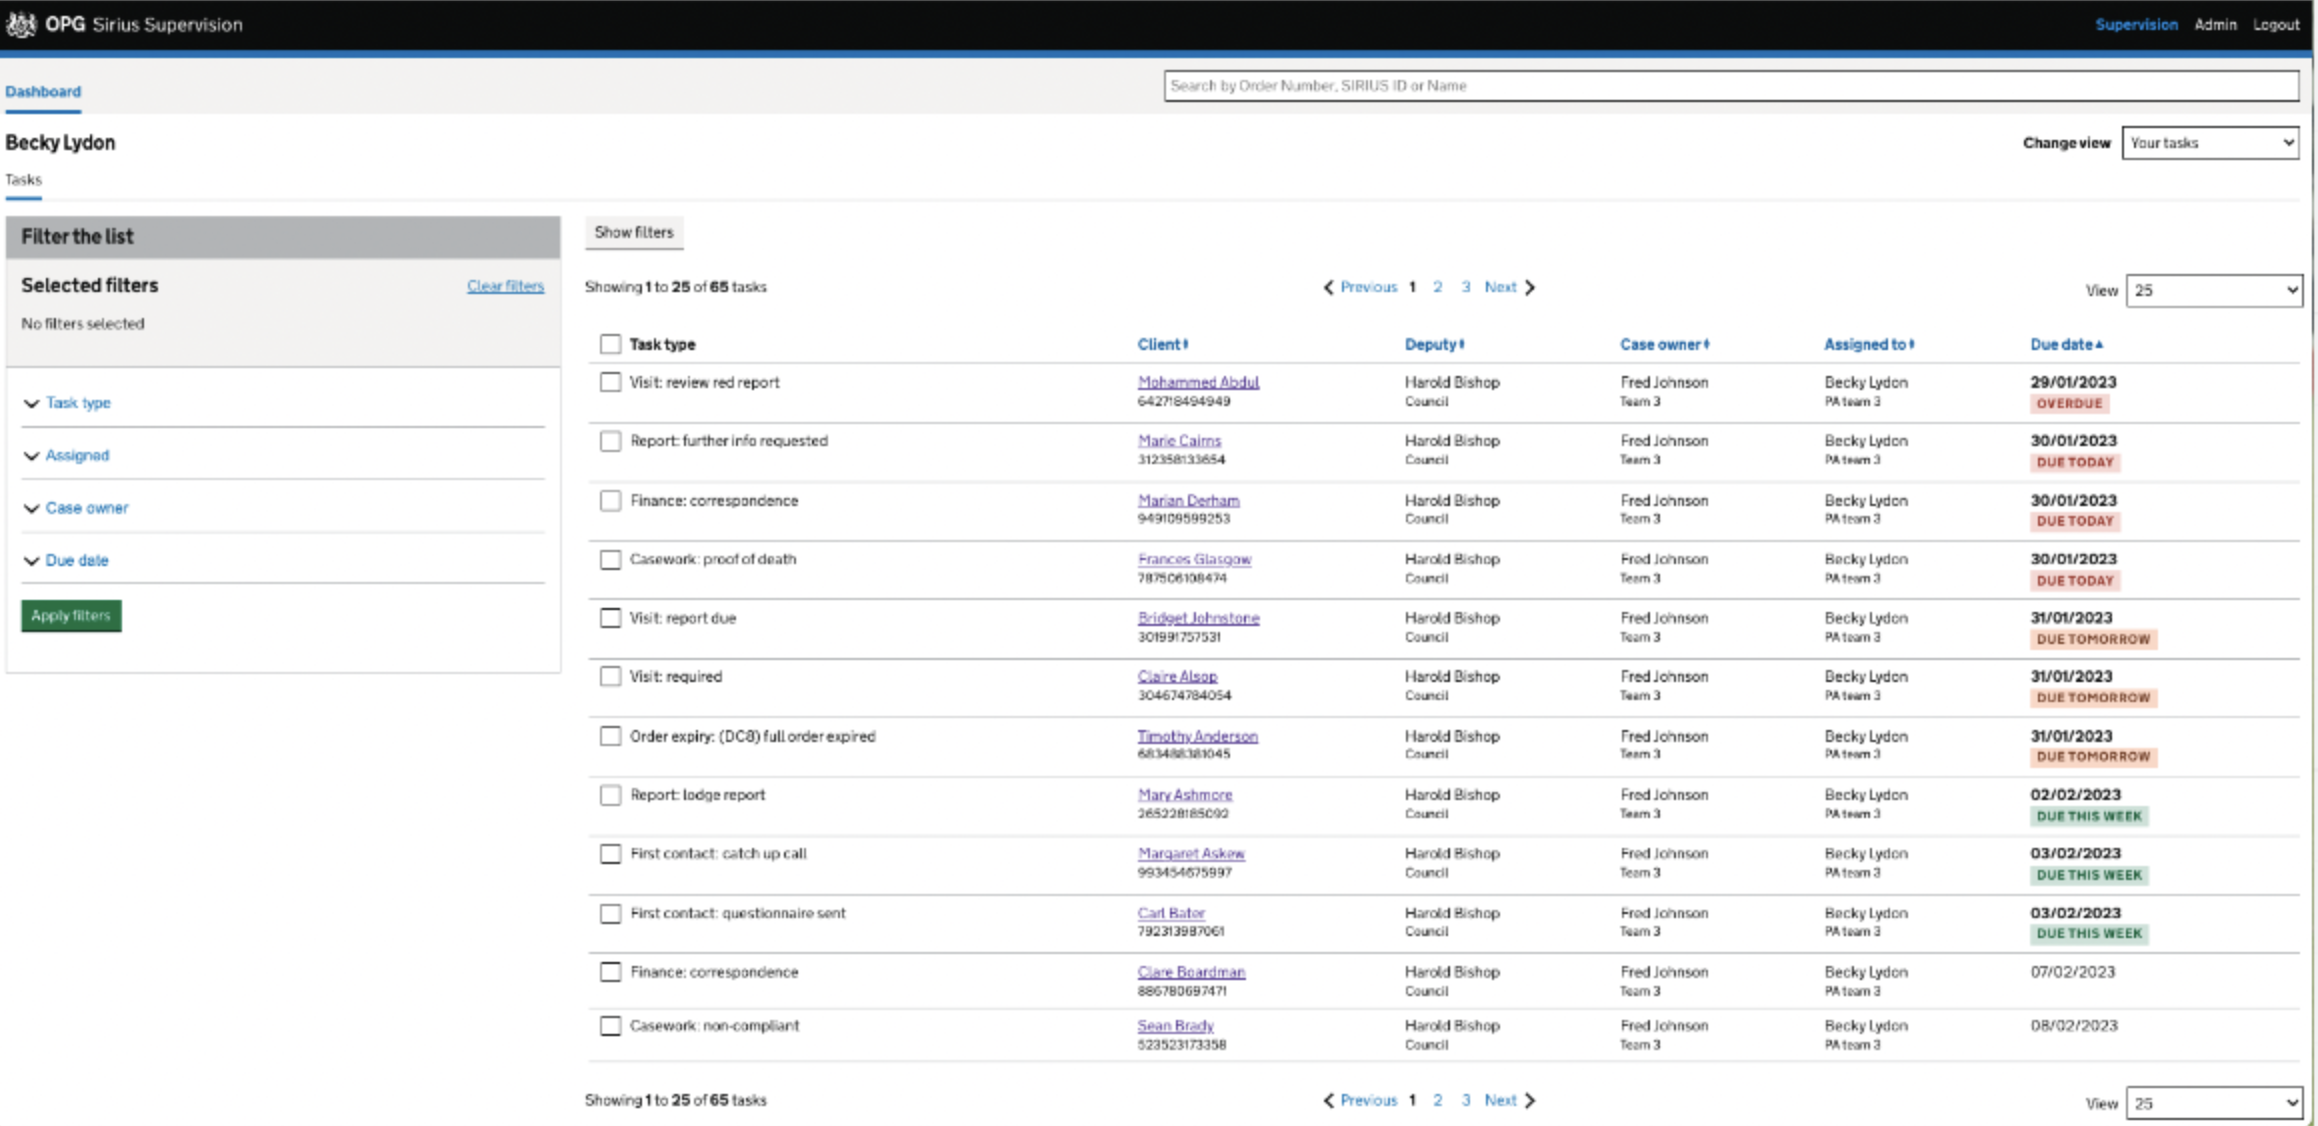 OPG Sirius Supervision
Supervision Admin Logout
Dashboard
Search by Order Number, SIRIUS ID or Name
Becky Lydon
Change view Your tasks
Tasks
Filter the list
Selected filters Clear filters
No filters selected
Task type
Assigned
Case owner
Due date
Apply filters
Show filters
Showing 1 to 25 of 65 tasks Previous 1 2 3 Next View 25
Task type Client Deputy Case owner Assigned to Due date
Visit: review red report Mohammed Abdul Harold Bishop Fred Johnson Becky Lydon 29/01/2023
642718494949 Council Team 3 PA team 3 OVERDUE
Report: further info requested Marie Cairns Harold Bishop Fred Johnson Becky Lydon 30/01/2023
312358133654 Council Team 3 PA team 3 DUE TODAY
Finance: correspondence Marian Derham Harold Bishop Fred Johnson Becky Lydon 30/01/2023
949109599253 Council Team 3 PA team 3 DUE TODAY
Casework: proof of death Frances Glasgow Harold Bishop Fred Johnson Becky Lydon 30/01/2023
787506108474 Council Team 3 PA team 3 DUE TODAY
Visit: report due Bridget Johnstone Harold Bishop Fred Johnson Becky Lydon 31/01/2023
301991757531 Council Team 3 PA team 3 DUE TOMORROW
Visit: required Claire Alsop Harold Bishop Fred Johnson Becky Lydon 31/01/2023
304674784054 Council Team 3 PA team 3 DUE TOMORROW
Order expiry: (DC8) full order expired Timothy Anderson Harold Bishop Fred Johnson Becky Lydon 31/01/2023
683488381045 Council Team 3 PA team 3 DUE TOMORROW
Report: lodge report Mary Ashmore Harold Bishop Fred Johnson Becky Lydon 02/02/2023
265228185092 Council Team 3 PA team 3 DUE THIS WEEK
First contact: catch up call Margaret Askew Harold Bishop Fred Johnson Becky Lydon 03/02/2023
993454675997 Council Team 3 PA team 3 DUE THIS WEEK
First contact: questionnaire sent Carl Bater Harold Bishop Fred Johnson Becky Lydon 03/02/2023
792313987061 Council Team 3 PA team 3 DUE THIS WEEK
Finance: correspondence Clare Boardman Harold Bishop Fred Johnson Becky Lydon 07/02/2023
886780697471 Council Team 3 PA team 3
Casework: non-compliant Sean Brady Harold Bishop Fred Johnson Becky Lydon 08/02/2023
523523173358 Council Team 3 PA team 3
Showing 1 to 25 of 65 tasks Previous 1 2 3 Next View 25